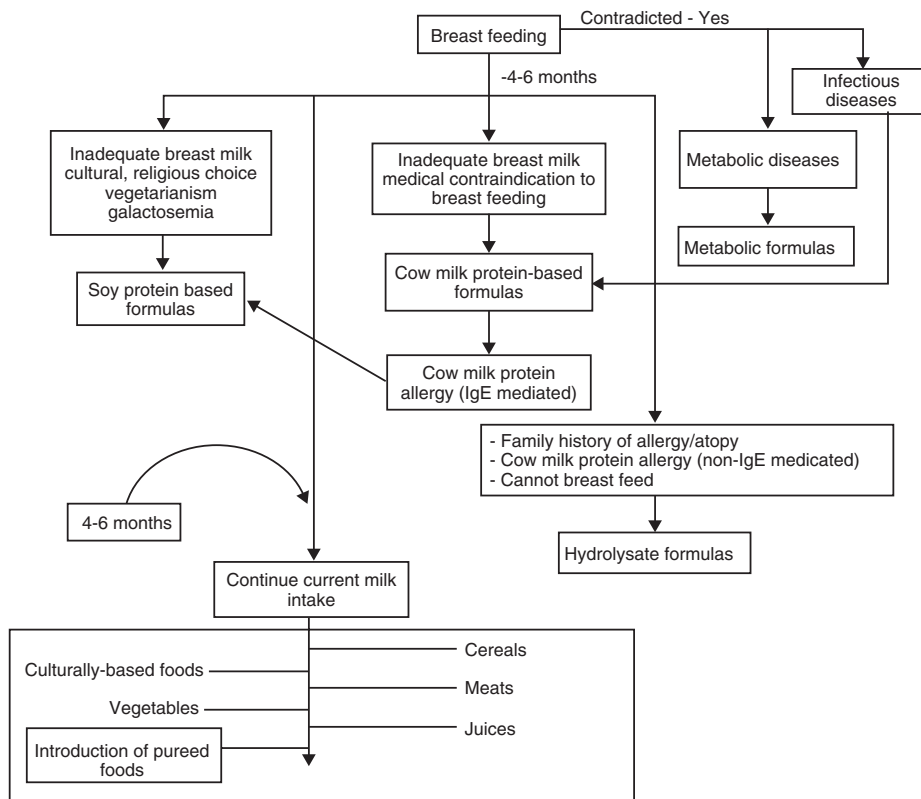 Breast feeding
Contradicted - Yes
-4-6 months
Infectious
diseases
Inadequate breast milk
cultural, religious choice
vegetarianism
galactosemia
Inadequate breast milk
medical contraindication to
breast feeding
Metabolic diseases
Metabolic formulas
Soy protein based
formulas
Cow milk protein-based
formulas
Cow milk protein
allergy (IgE mediated)
- Family history of allergy/atopy
- Cow milk protein allergy (non-IgE medicated)
- Cannot breast feed
4-6 months
Hydrolysate formulas
Continue current milk
intake
Cereals
Culturally-based foods
Meats
Vegetables
Juices
Introduction of pureed
foods